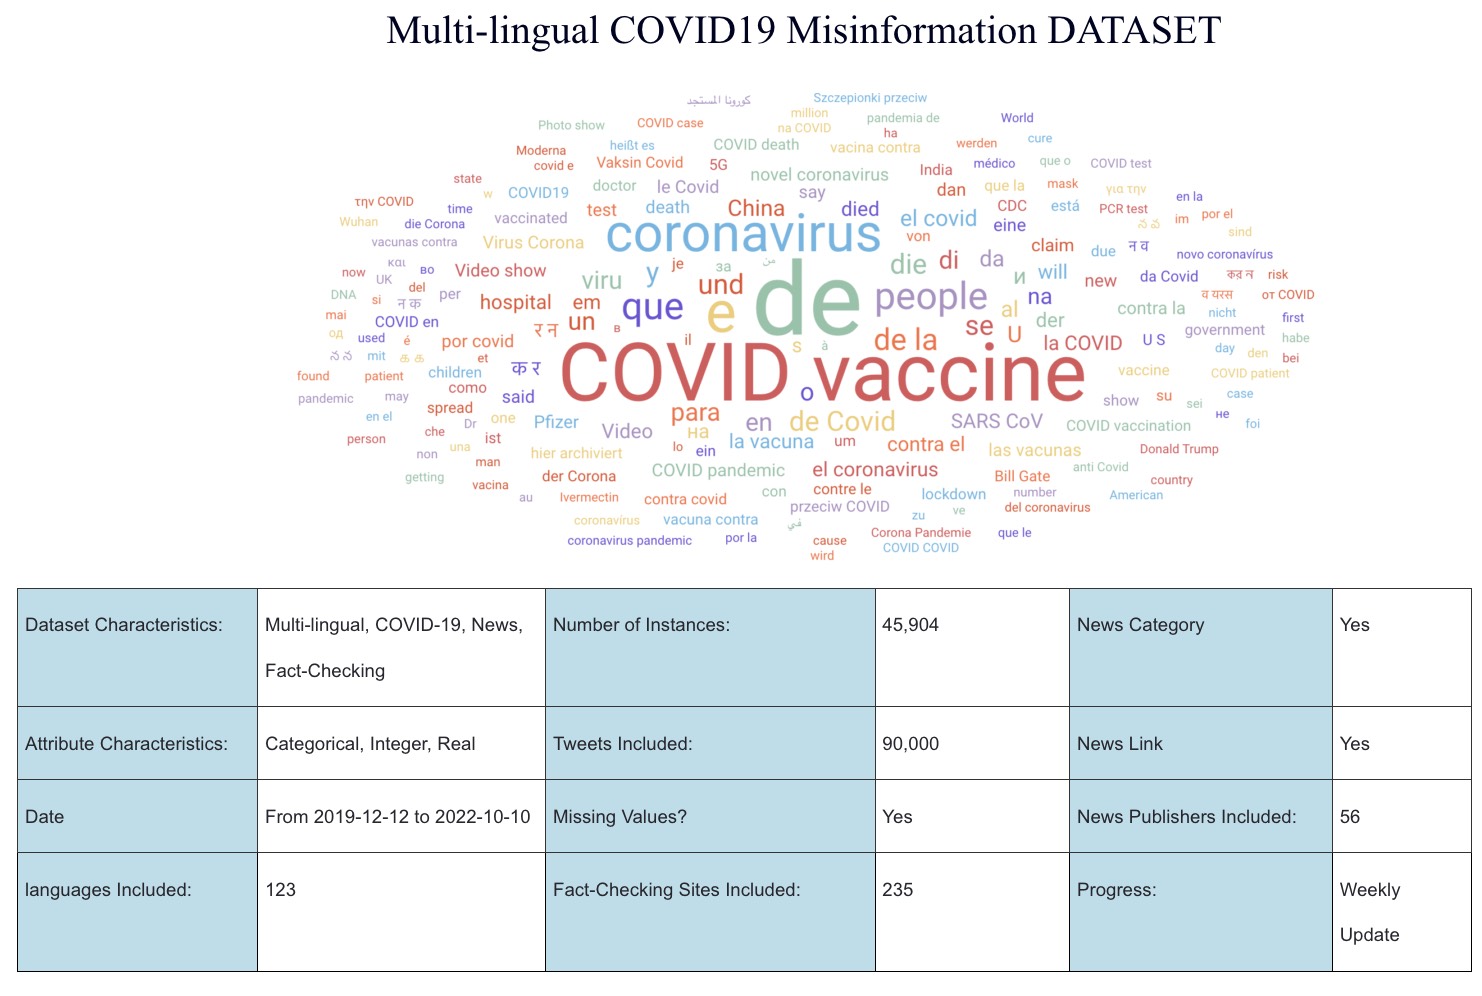 Multi-lingual COVID19 Misinformation DATASET
كورونا المستجد
Szczepionki przeciw
million
pandemia de
World
Photo show
COVID case
na COVID
ha
cure
Moderna
heißt es
COVID death
vacina contra
werden
covid e
Vaksin Covid
5G
novel coronavirus
India
médico
que o
COVID test
state
w
COVID19
doctor
le Covid
say
dan
que la
mask
για την
την COVID
time
vaccinated
test
death
China
died
el covid
CDC
está
PCR test
en la
Wuhan
die Corona
eine
im
por el
sind
vacunas contra
Virus Corona
coronavirus
von
claim
due
न व
novo coronavírus
και
во
Video show
viru
y
je
за
من
die
di
da
и
will
new
da Covid
कर न
risk
now
UK
del
DNA
si
न क
per
hospital
em
que
und
e
de
people
al
na
contra la
व यरस
от COVID
mai
COVID en
र न
un
в
der
nicht
first
од
used
é
por covid
il
s
à
de la
se
U
la COVID
U S
government
habe
न न
mit
et
क र
COVID vaccine
day
den
bei
found
patient
children
vaccine
COVID patient
pandemic
may
como
said
o
show
su
sei
case
en el
spread
Dr
one
Pfizer
para
en
de Covid
SARS CoV
COVID vaccination
не
foi
person
che
una
ist
Video
на
la vacuna
um
contra el
las vacunas
Donald Trump
non
hier archiviert
lo
ein
getting
man
der Corona
COVID pandemic
el coronavirus
Bill Gate
anti Covid
country
vacina
au
Ivermectin
contra covid
con
contre le
lockdown
number
American
przeciw COVID
del coronavirus
coronavírus
vacuna contra
في
zu
ve
coronavirus pandemic
por la
cause
Corona Pandemie
que le
wird
COVID COVID
Dataset Characteristics:
Multi-lingual, COVID-19, News,
Fact-Checking
Number of Instances:
45,904
News Category
Yes
Attribute Characteristics:
Categorical, Integer, Real
Tweets Included:
90,000
News Link
Yes
Date
From 2019-12-12 to 2022-10-10
Missing Values?
Yes
News Publishers Included:
56
languages Included:
123
Fact-Checking Sites Included:
235
Progress:
Weekly
Update